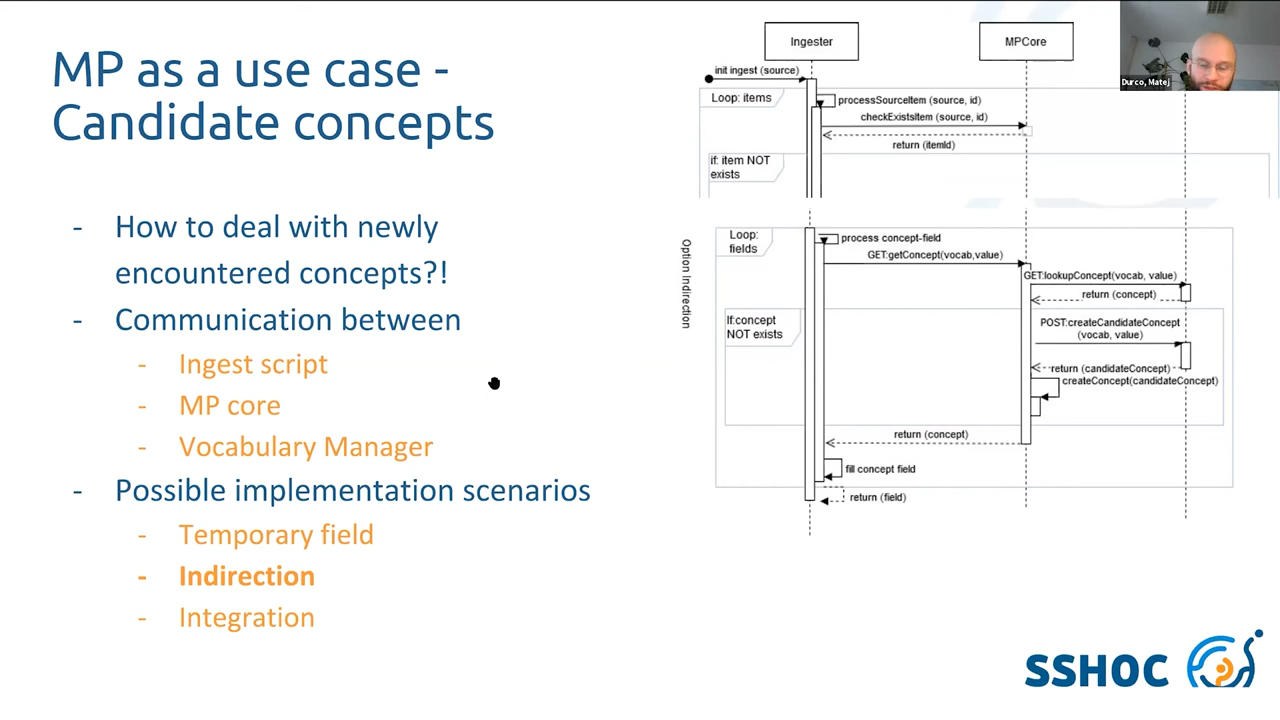 MP as a use case -
Candidate concepts
- How to deal with newly
encountered concepts?!
- Communication between
- Ingest script
- MP core
- Vocabulary Manager
- Possible implementation scenarios
- Temporary field
- Indirection
- Integration
Ingester
MPCore
Durco, Matej
init ingest (source)
Loop: items
processSourceItem (source, id)
checkExistsItem (source, id)
return (itemId)
if: item NOT
exists
Option Indirection
Loop:
fields
process concept-field
GET:getConcept(vocab,value)
GET:lookupConcept(vocab, value)
return (concept)
If:concept
NOT exists
POST:createCandidateConcept
(vocab, value)
return (candidateConcept)
createConcept(candidateConcept)
return (concept)
fill concept field
return (field)
SSHOC